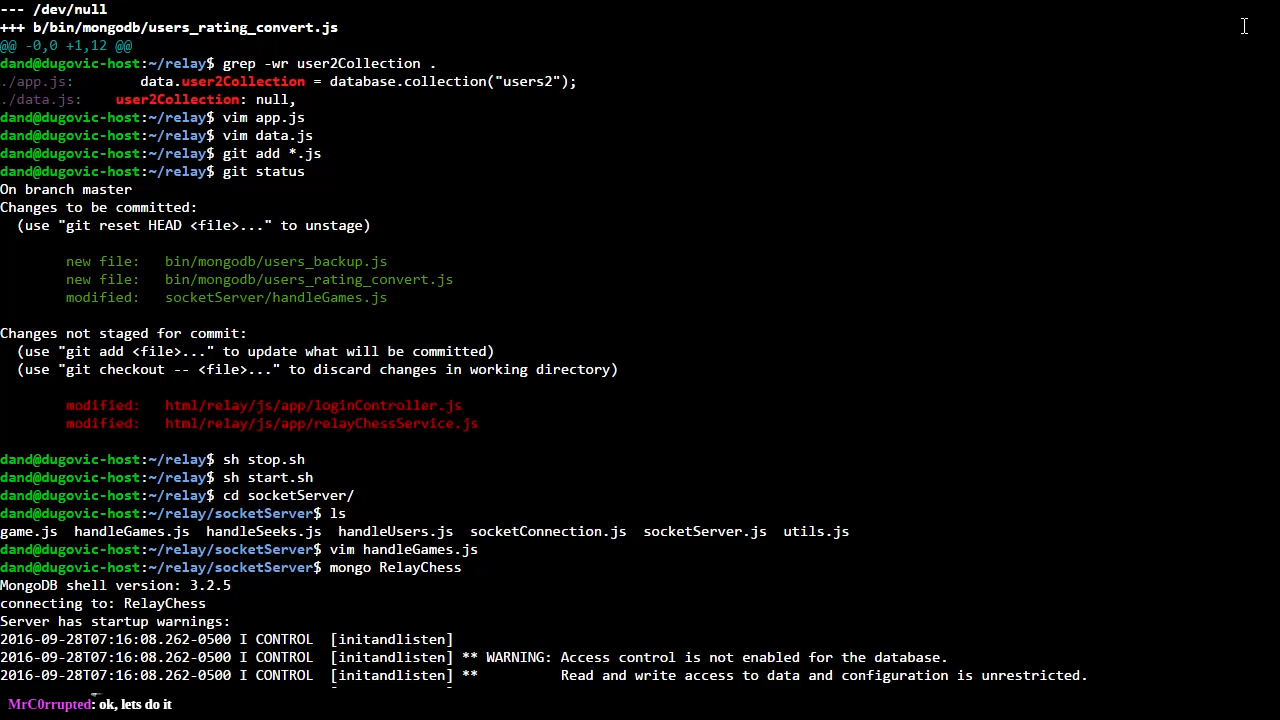 --- /dev/null
+++ b/bin/mongodb/users_rating_convert.js
@@ -0,0 +1,12 @@
dand@dugovic-host:~/relay$ grep -wr user2Collection .
./app.js:        data.user2Collection = database.collection("users2");
./data.js:     user2Collection: null,
dand@dugovic-host:~/relay$ vim app.js
dand@dugovic-host:~/relay$ vim data.js
dand@dugovic-host:~/relay$ git add *.js
dand@dugovic-host:~/relay$ git status
On branch master
Changes to be committed:
  (use "git reset HEAD <file>..." to unstage)
        new file:   bin/mongodb/users_backup.js
        new file:   bin/mongodb/users_rating_convert.js
        modified:   socketServer/handleGames.js
Changes not staged for commit:
  (use "git add <file>..." to update what will be committed)
  (use "git checkout -- <file>..." to discard changes in working directory)
        modified:   html/relay/js/app/loginController.js
        modified:   html/relay/js/app/relayChessService.js
dand@dugovic-host:~/relay$ sh stop.sh
dand@dugovic-host:~/relay$ sh start.sh
dand@dugovic-host:~/relay$ cd socketServer/
dand@dugovic-host:~/relay/socketServer$ ls
game.js  handleGames.js  handleSeeks.js  handleUsers.js  socketConnection.js  socketServer.js  utils.js
dand@dugovic-host:~/relay/socketServer$ vim handleGames.js
dand@dugovic-host:~/relay/socketServer$ mongo RelayChess
MongoDB shell version: 3.2.5
connecting to: RelayChess
Server has startup warnings:
2016-09-28T07:16:08.262-0500 I CONTROL  [initandlisten]
2016-09-28T07:16:08.262-0500 I CONTROL  [initandlisten] ** WARNING: Access control is not enabled for the database.
2016-09-28T07:16:08.262-0500 I CONTROL  [initandlisten] **          Read and write access to data and configuration is unrestricted.
MrC0rrupted: ok, lets do it